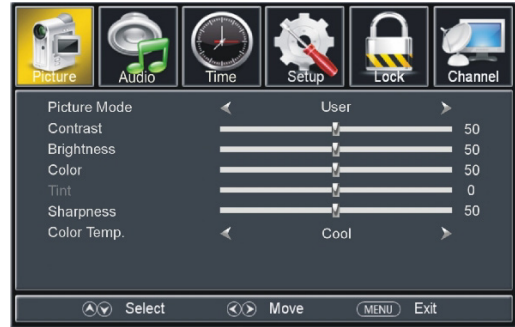 Picture Audio Time Setup Lock Channel
Picture Mode User
Contrast 50
Brightness 50
Color 50
Tint 0
Sharpness 50
Color Temp. Cool
Select Move MENU Exit